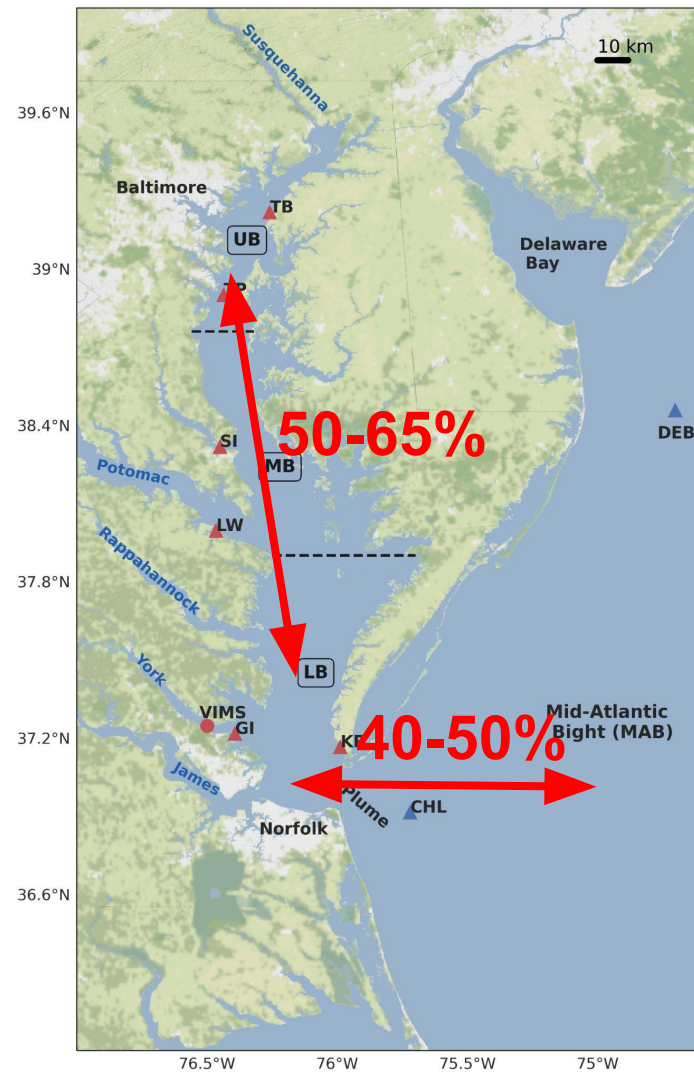 Susquehanna
10 km
39.6°N
Baltimore
TB
UB
Delaware
Bay
39°N
TP
38.4°N
50-65%
DEB
SI
MB
Potomac
LW
Rappahannock
37.8°N
LB
York
VIMS
GI
Mid-Atlantic
Bight (MAB)
37.2°N
40-50%
James
Plume
CHL
Norfolk
36.6°N
76.5°W
76°W
75.5°W
75°W